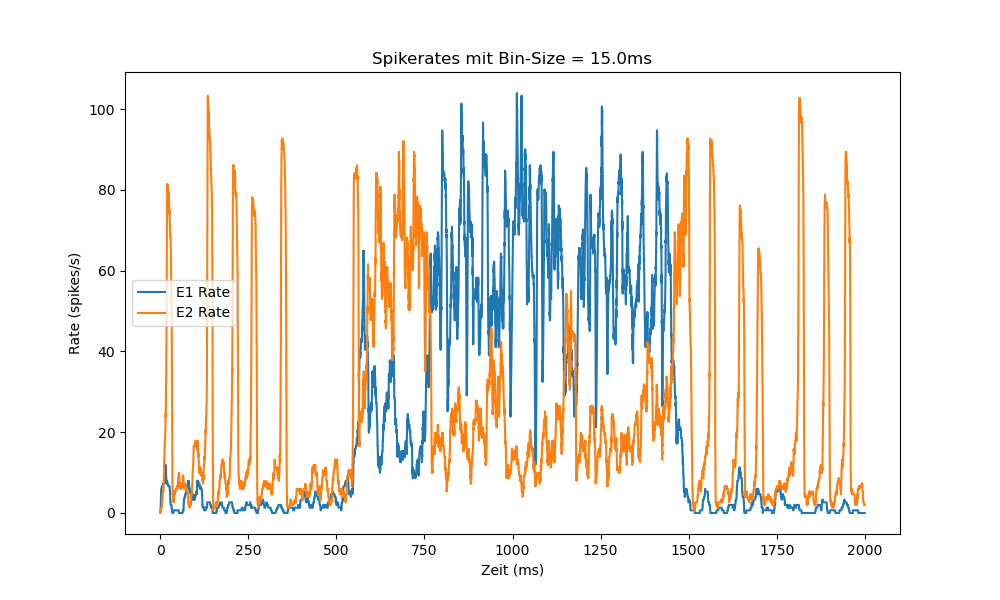 Spikerates mit Bin-Size = 15.0ms
100
80
60
40
20
0
Rate (spikes/s)
E1 Rate
E2 Rate
0 250 500 750 1000 1250 1500 1750 2000
Zeit (ms)